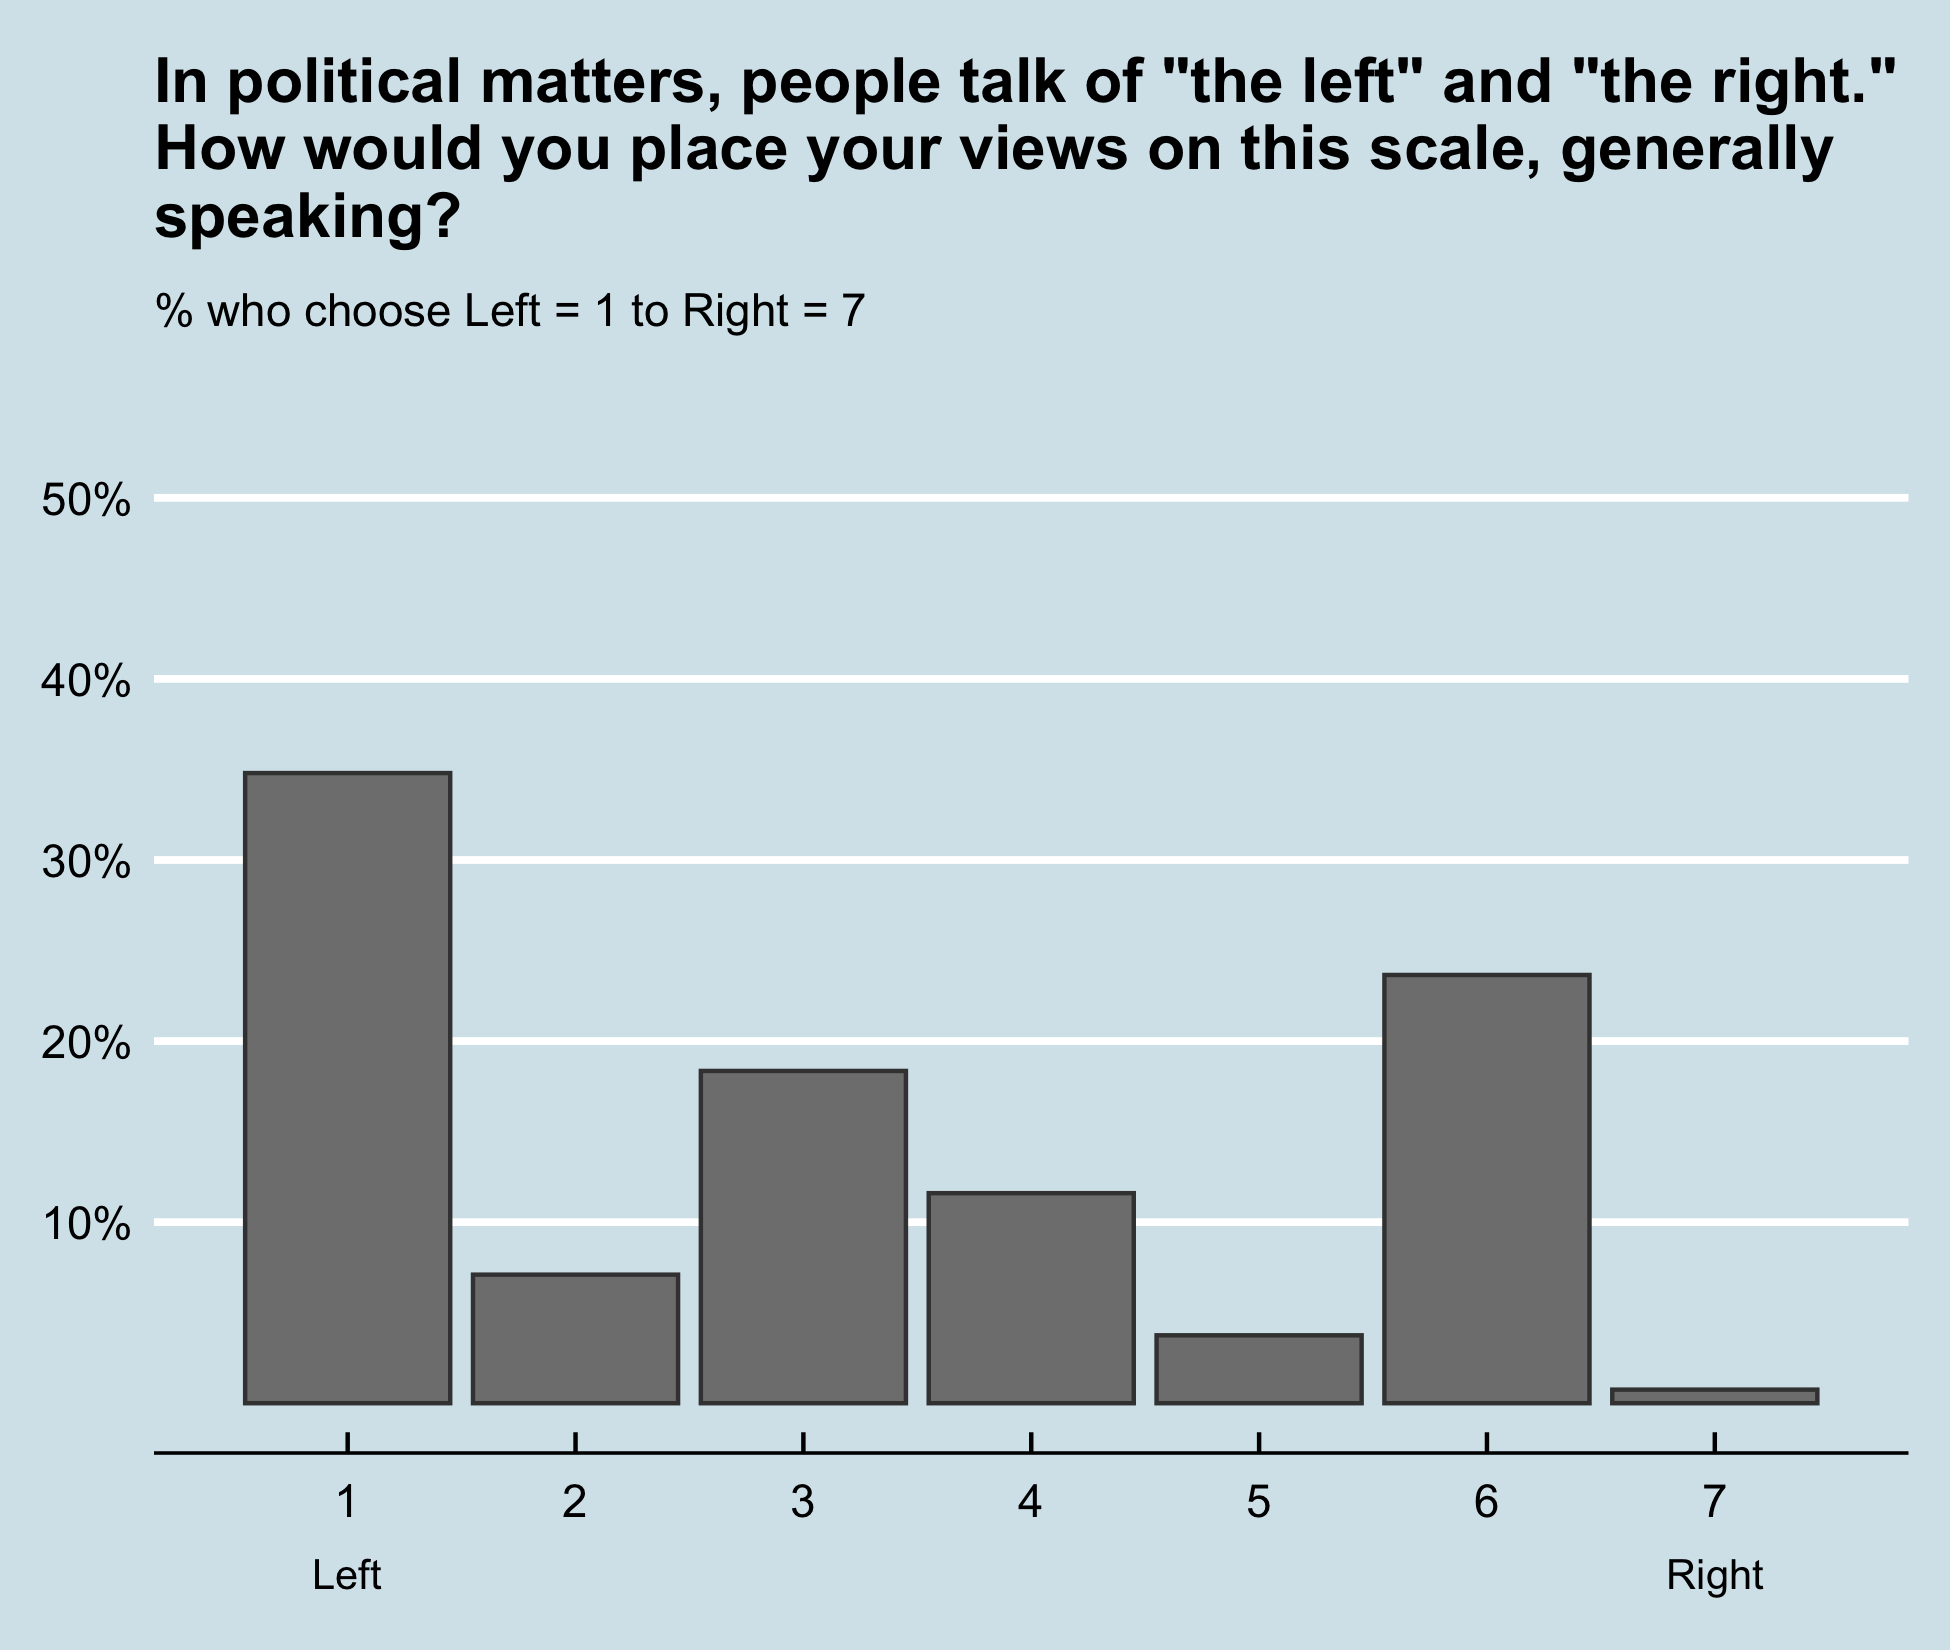 In political matters, people talk of "the left" and "the right."
How would you place your views on this scale, generally
speaking?
% who choose Left = 1 to Right = 7
50%
40%
30%
20%
10%
1 2 3 4 5 6 7
Left Right